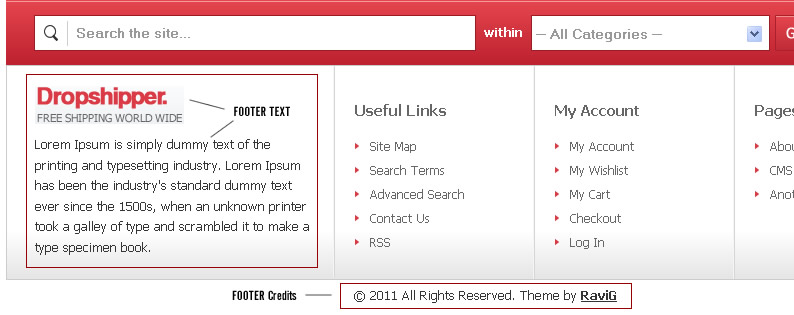 Search the site...
within
— All Categories —
G
Dropshipper.
FREE SHIPPING WORLD WIDE
FOOTER TEXT
Lorem Ipsum is simply dummy text of the
printing and typesetting industry. Lorem Ipsum
has been the industry's standard dummy text
ever since the 1500s, when an unknown printer
took a galley of type and scrambled it to make a
type specimen book.
Useful Links
Site Map
Search Terms
Advanced Search
Contact Us
RSS
My Account
My Account
My Wishlist
My Cart
Checkout
Log In
Pages
Abou
CMS
Anot
FOOTER Credits
© 2011 All Rights Reserved. Theme by RaviG